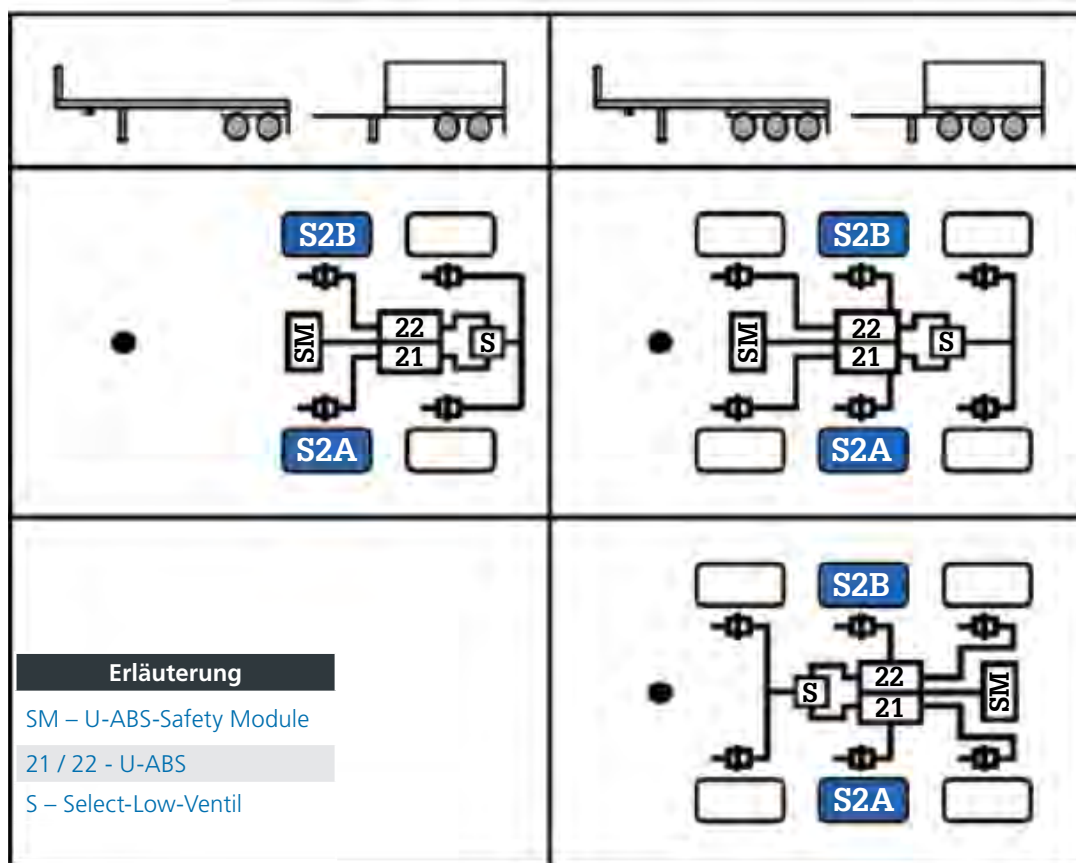 S2B
SM
22
21
S
S2A
S2B
SM
22
21
S
S2A
Erläuterung
SM – U-ABS-Safety Module
21 / 22 - U-ABS
S – Select-Low-Ventil
S2B
S
22
21
SM
S2A